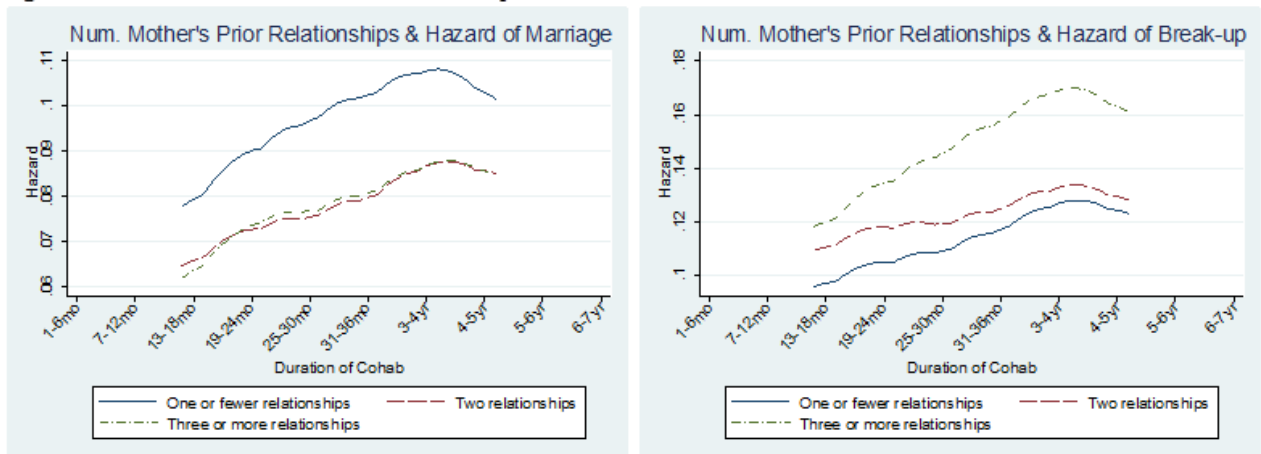 Num. Mother's Prior Relationships & Hazard of Marriage
Hazard
.11
.1
.09
.08
.07
.06
1-6mo
7-12mo
13-18mo
19-24mo
25-30mo
31-36mo
3-4yr
4-5yr
5-6yr
6-7yr
Duration of Cohab
One or fewer relationships
Two relationships
Three or more relationships
Num. Mother's Prior Relationships & Hazard of Break-up
Hazard
.18
.16
.14
.12
.1
1-6mo
7-12mo
13-18mo
19-24mo
25-30mo
31-36mo
3-4yr
4-5yr
5-6yr
6-7yr
Duration of Cohab
One or fewer relationships
Two relationships
Three or more relationships